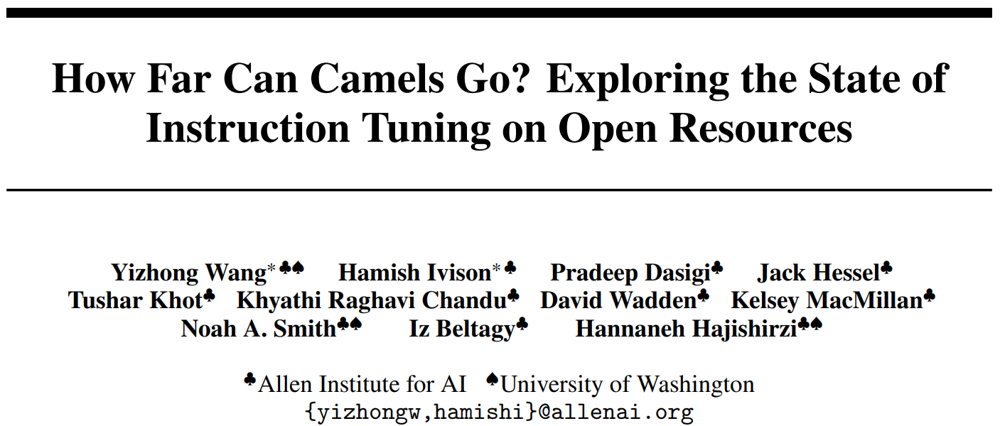 How Far Can Camels Go? Exploring the State of
Instruction Tuning on Open Resources
Yizhong Wang*♣♠ Hamish Ivison*♣ Pradeep Dasigi♣ Jack Hessel♣
Tushar Khot♣ Khyathi Raghavi Chandu♣ David Wadden♣ Kelsey MacMillan♣
Noah A. Smith♣♠ Iz Beltagy♣ Hannaneh Hajishirzi♣♠
♣Allen Institute for AI ♠University of Washington
{yizhongw,hamishi}@allenai.org